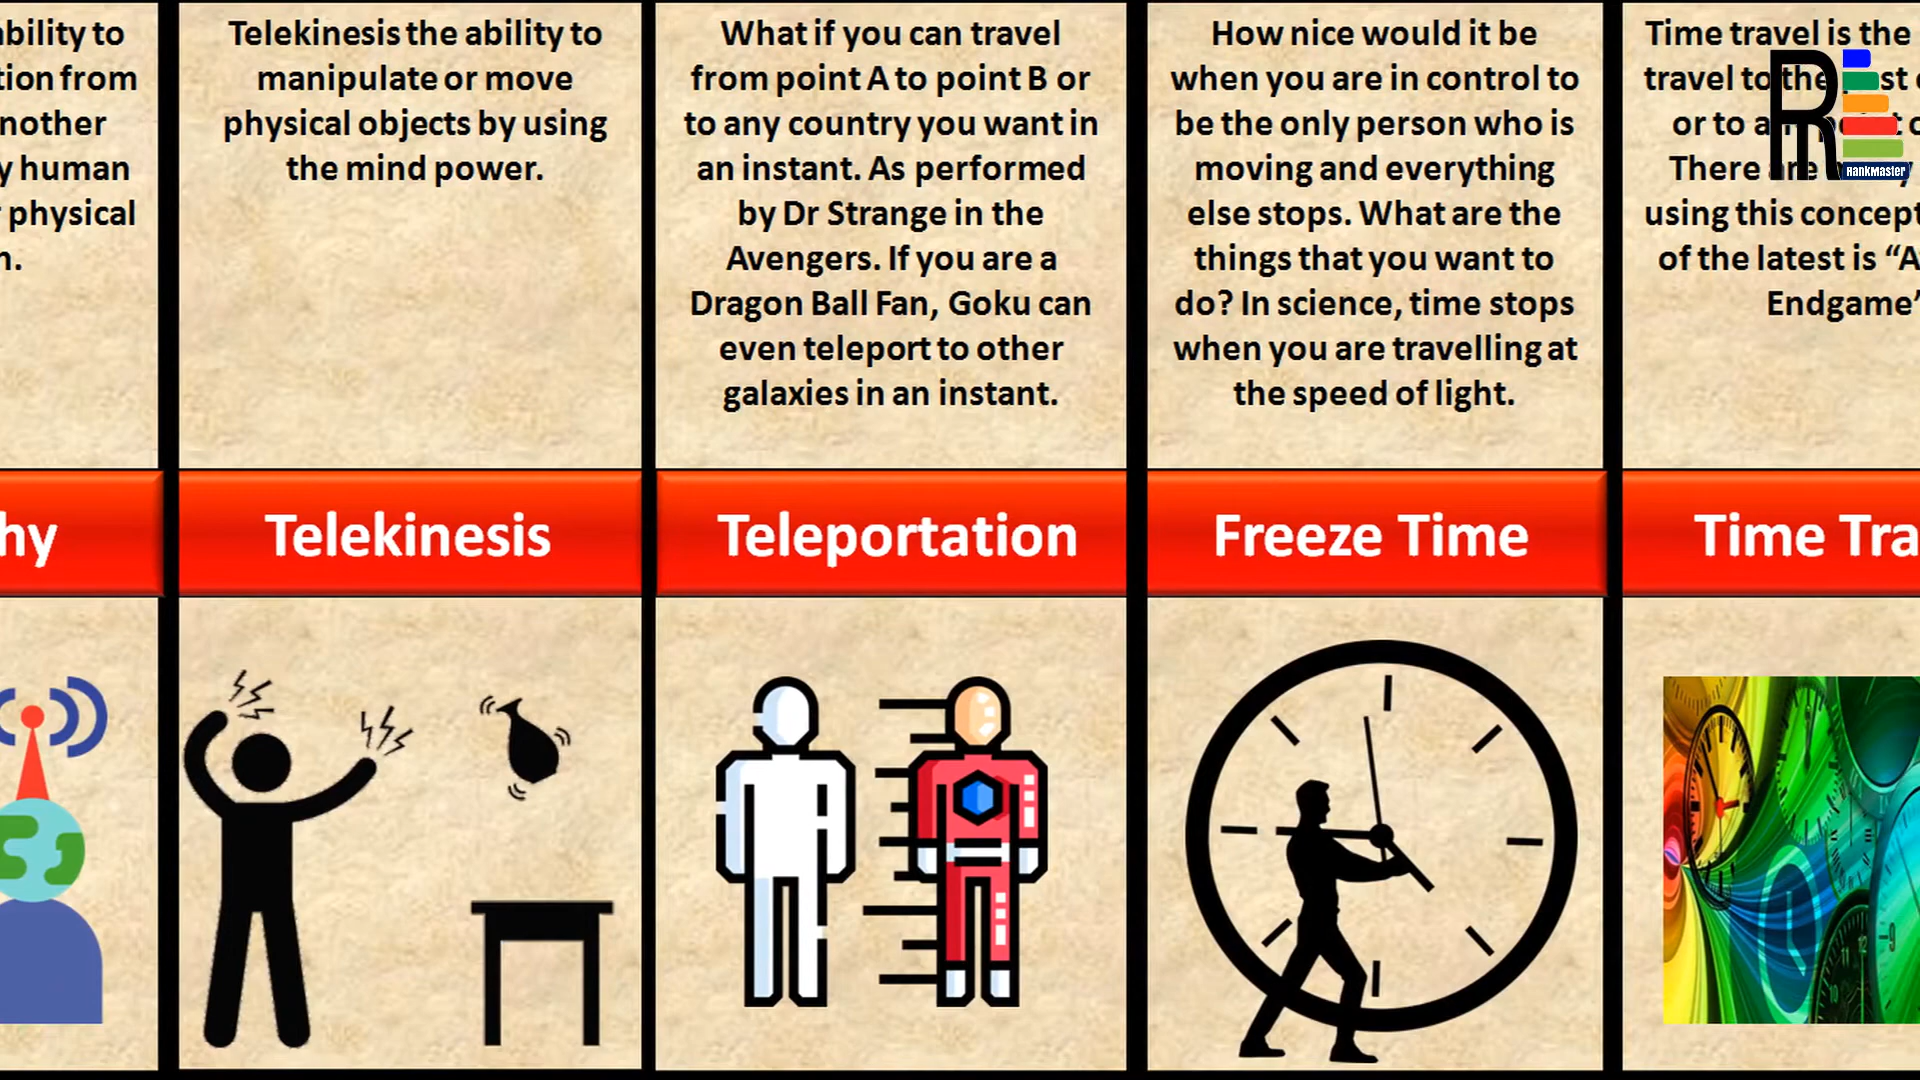 bility to
tion from
nother
y human
physical
n.
hy
Telekinesis the ability to
manipulate or move
physical objects by using
the mind power.
Telekinesis
What if you can travel
from point A to point B or
to any country you want in
an instant. As performed
by Dr Strange in the
Avengers. If you are a
Dragon Ball Fan, Goku can
even teleport to other
galaxies in an instant.
Teleportation
How nice would it be
when you are in control to
be the only person who is
moving and everything
else stops. What are the
things that you want to
do? In science, time stops
when you are travelling at
the speed of light.
Freeze Time
Time travel is the
travel to the
or to
There are
using this concept
of the latest is “A
Endgame”
Time Tra
RM
RankMaster